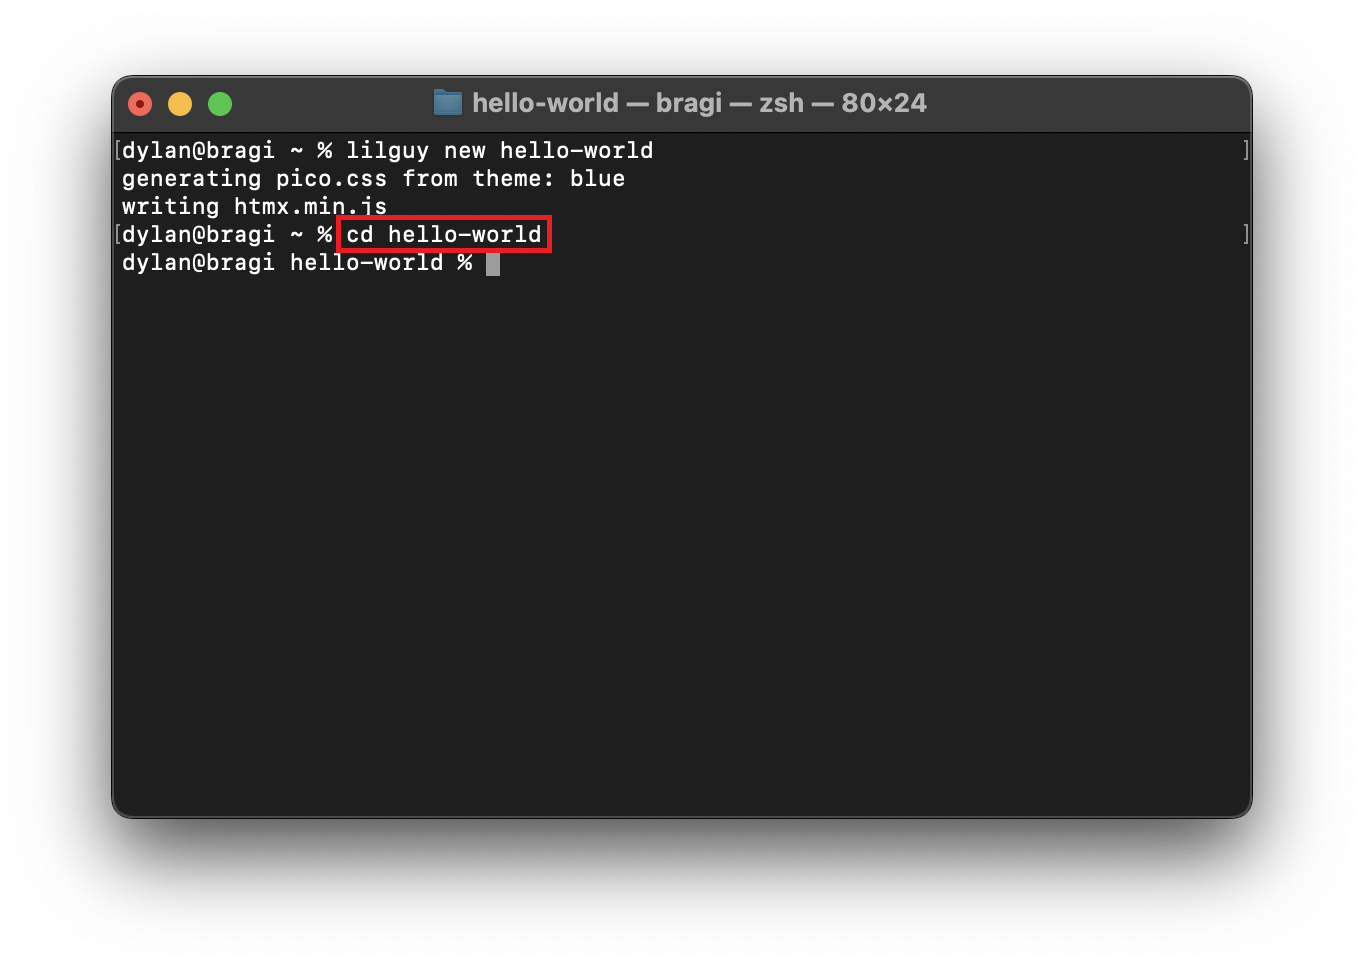 hello-world — bragi — zsh — 80×24
[dylan@bragi ~ % lilguy new hello-world ]
generating pico.css from theme: blue
writing htmx.min.js
[dylan@bragi ~ % cd hello-world ]
dylan@bragi hello-world %